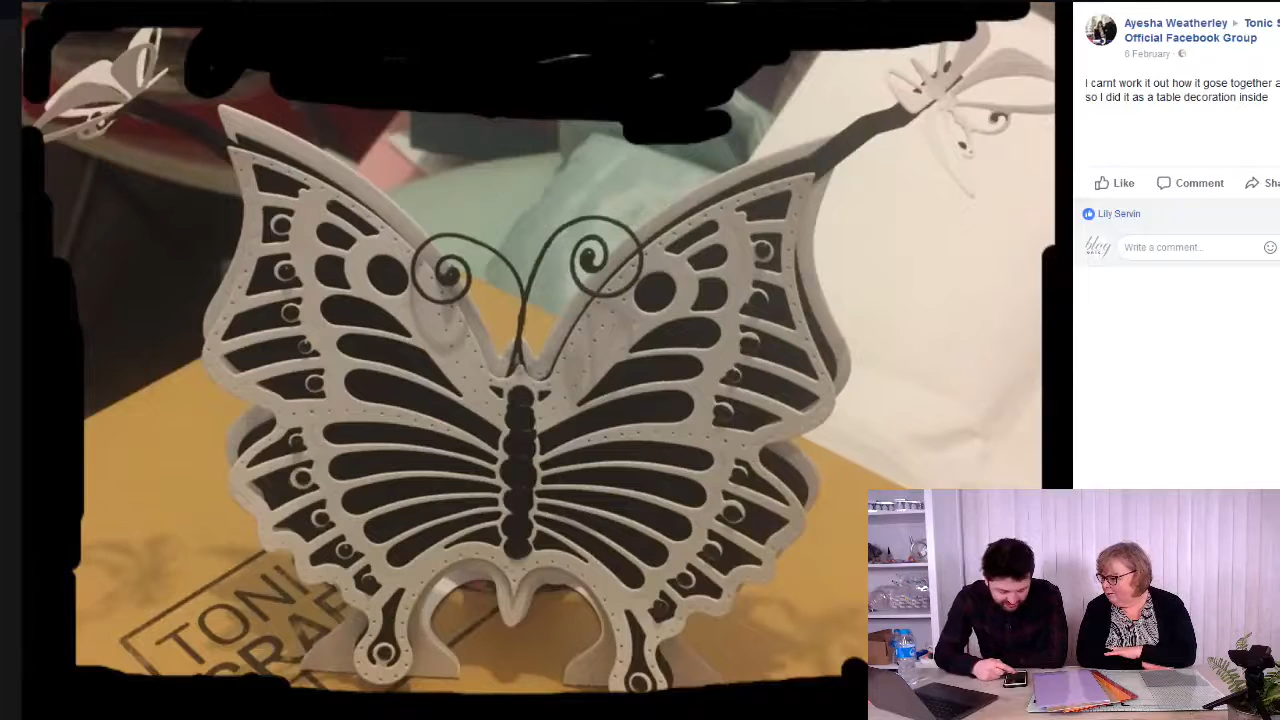 Ayesha Weatherley ▸ Tonic S
Official Facebook Group
6 February ·
I carnt work it out how it gose together a
so I did it as a table decoration inside
Like
Comment
Sha
Lily Servin
blog
Write a comment...
TONI
CRAF